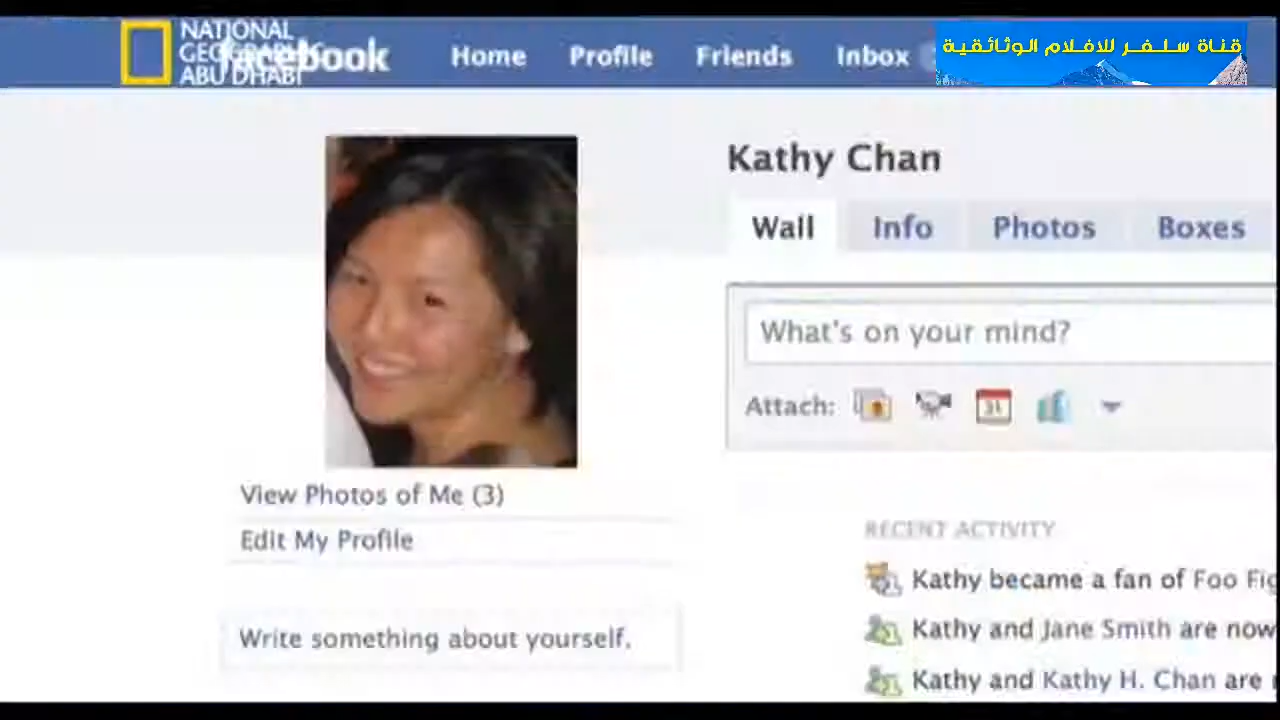 NATIONAL
GEOGRAPHIC
ABU DHABI
facebook
Home Profile Friends Inbox
قناة سلفر للافلام الوثائقية
Kathy Chan
Wall Info Photos Boxes
What's on your mind?
Attach:
31
View Photos of Me (3)
Edit My Profile
Write something about yourself.
RECENT ACTIVITY
Kathy became a fan of Foo
Kathy and Jane Smith are now
Kathy and Kathy H. Chan are